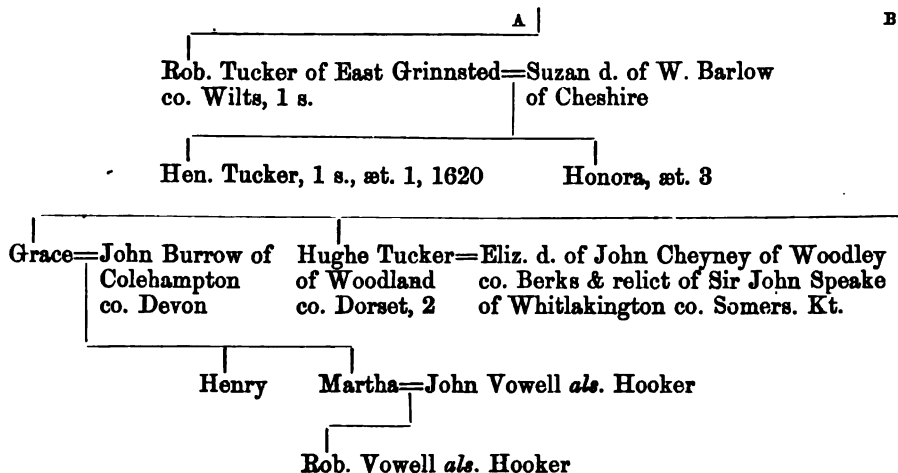 A B
Rob. Tucker of East Grinnsted=Suzan d. of W. Barlow
co. Wilts, 1 s. of Cheshire
Hen. Tucker, 1 s., æt. 1, 1620 Honora, æt. 3
Grace=John Burrow of Hughe Tucker=Eliz. d. of John Cheyney of Woodley
Colehampton of Woodland co. Berks & relict of Sir John Speake
co. Devon co. Dorset, 2 of Whitlakington co. Somers. Kt.
Henry Martha=John Vowell als. Hooker
Rob. Vowell als. Hooker